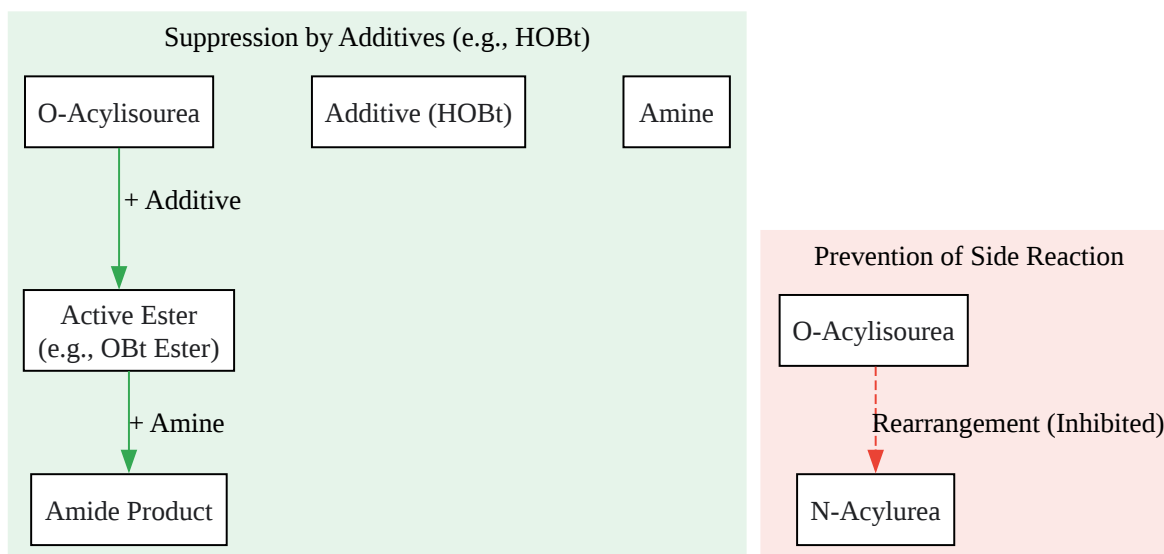 Suppression by Additives (e.g., HOBt)
O-Acylisourea
Additive (HOBt)
Amine
+ Additive
Active Ester
(e.g., OBt Ester)
+ Amine
Amide Product
Prevention of Side Reaction
O-Acylisourea
Rearrangement (Inhibited)
N-Acylurea